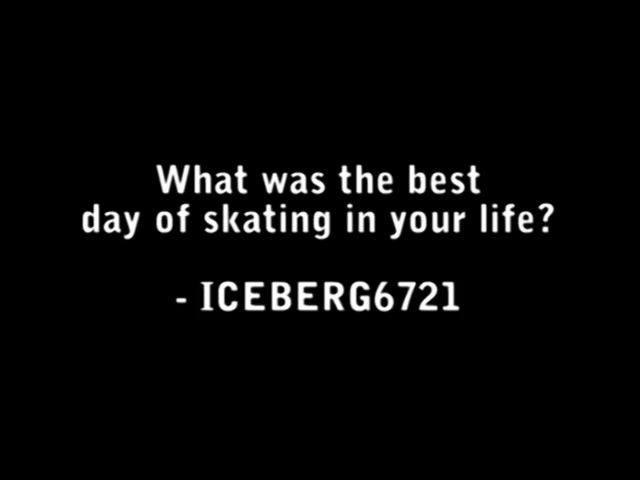 What was the best
day of skating in your life?
- ICEBERG6721